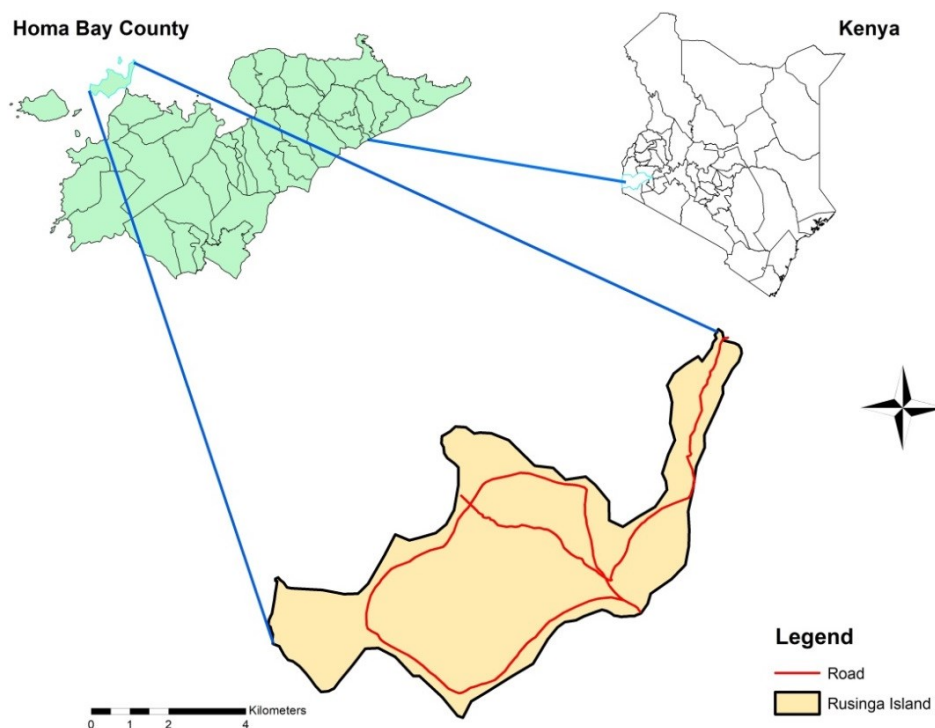 Homa Bay County
Kenya
Legend
Road
Rusinga Island
Kilometers
0 1 2 4